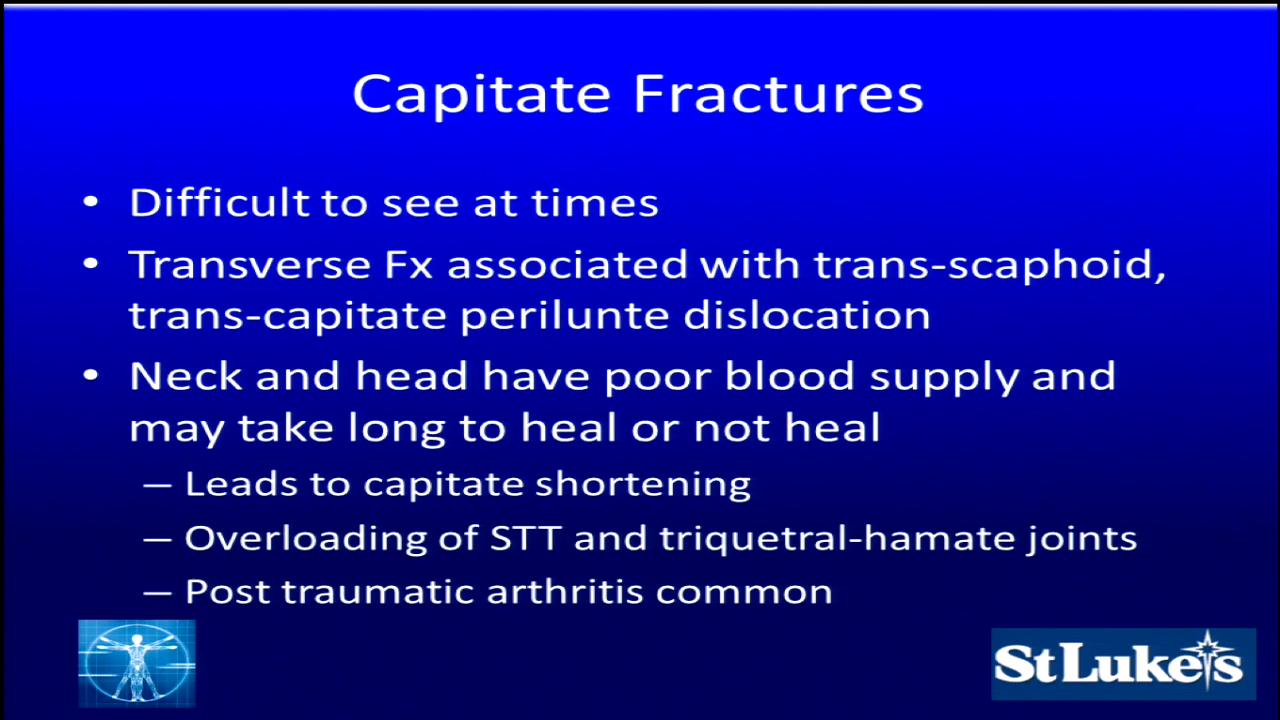 Capitate Fractures
• Difficult to see at times
• Transverse Fx associated with trans-scaphoid,
trans-capitate perilunte dislocation
• Neck and head have poor blood supply and
may take long to heal or not heal
– Leads to capitate shortening
– Overloading of STT and triquetral-hamate joints
– Post traumatic arthritis common
StLuke's